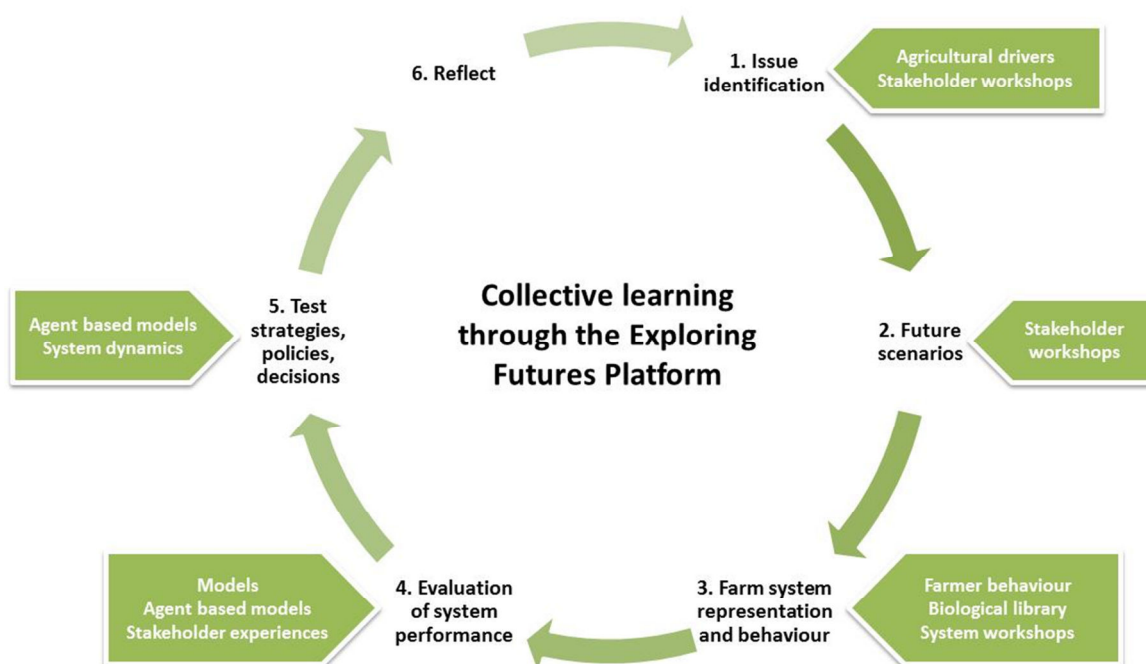 6. Reflect
1. Issue
identification
Agricultural drivers
Stakeholder workshops
Collective learning
through the Exploring
Futures Platform
2. Future
scenarios
Stakeholder
workshops
3. Farm system
representation
and behaviour
Farmer behaviour
Biological library
System workshops
4. Evaluation
of system
performance
Models
Agent based models
Stakeholder experiences
5. Test
strategies,
policies,
decisions
Agent based models
System dynamics